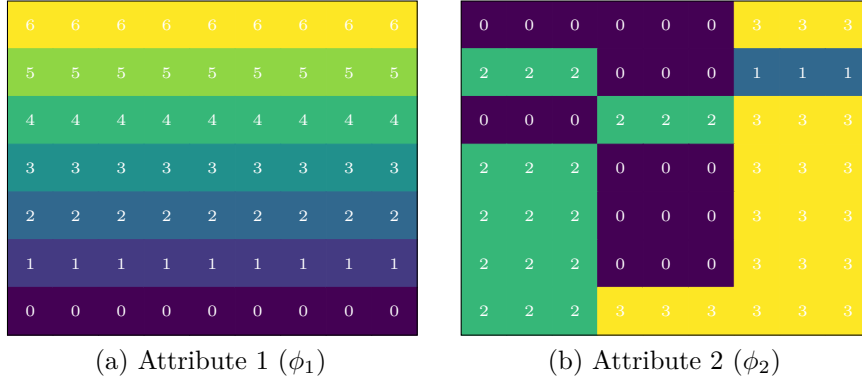 6 6 6 6 6 6 6 6 6
5 5 5 5 5 5 5 5 5
4 4 4 4 4 4 4 4 4
3 3 3 3 3 3 3 3 3
2 2 2 2 2 2 2 2 2
1 1 1 1 1 1 1 1 1
0 0 0 0 0 0 0 0 0
(a) Attribute 1 (ϕ₁)
0 0 0 0 0 0 3 3 3
2 2 2 0 0 0 1 1 1
0 0 0 2 2 2 3 3 3
2 2 2 0 0 0 3 3 3
2 2 2 0 0 0 3 3 3
2 2 2 0 0 0 3 3 3
2 2 2 3 3 3 3 3 3
(b) Attribute 2 (ϕ₂)